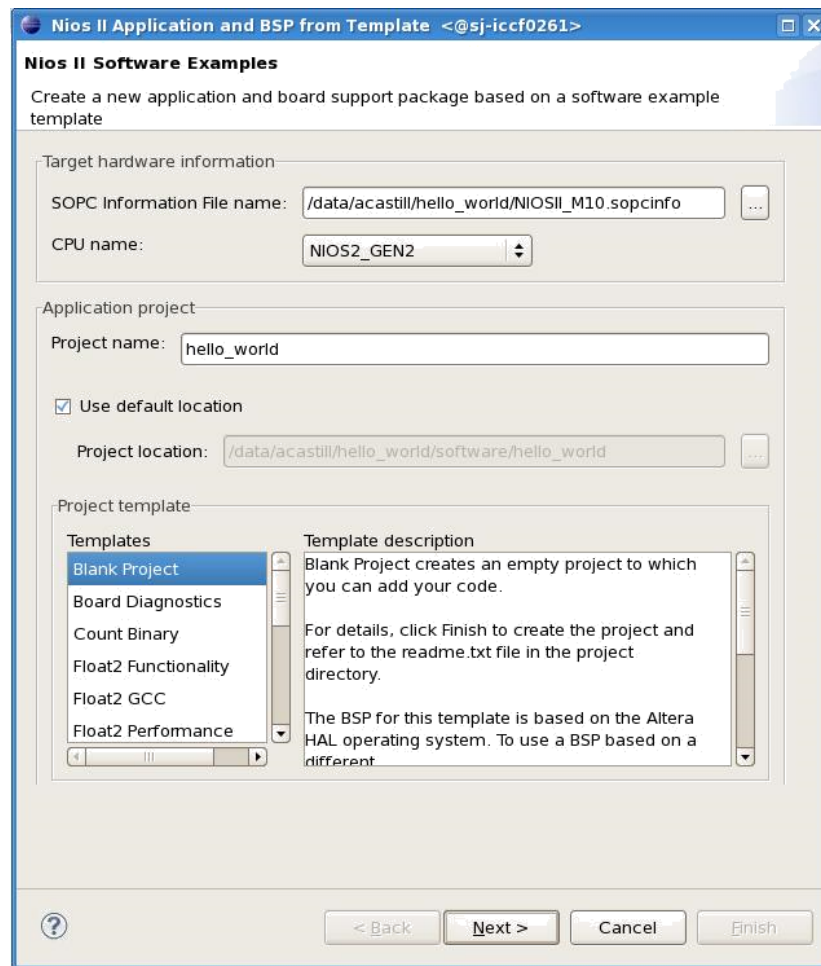 Nios II Application and BSP from Template <@sj-iccf0261>
Nios II Software Examples
Create a new application and board support package based on a software example
template
Target hardware information
SOPC Information File name: /data/acastill/hello_world/NIOSII_M10.sopcinfo ...
CPU name: NIOS2_GEN2
Application project
Project name: hello_world
Use default location
Project location: /data/acastill/hello_world/software/hello_world ...
Project template
Templates
Blank Project
Board Diagnostics
Count Binary
Float2 Functionality
Float2 GCC
Float2 Performance
Template description
Blank Project creates an empty project to which
you can add your code.
For details, click Finish to create the project and
refer to the readme.txt file in the project
directory.
The BSP for this template is based on the Altera
HAL operating system. To use a BSP based on a
different
? < Back Next > Cancel Finish